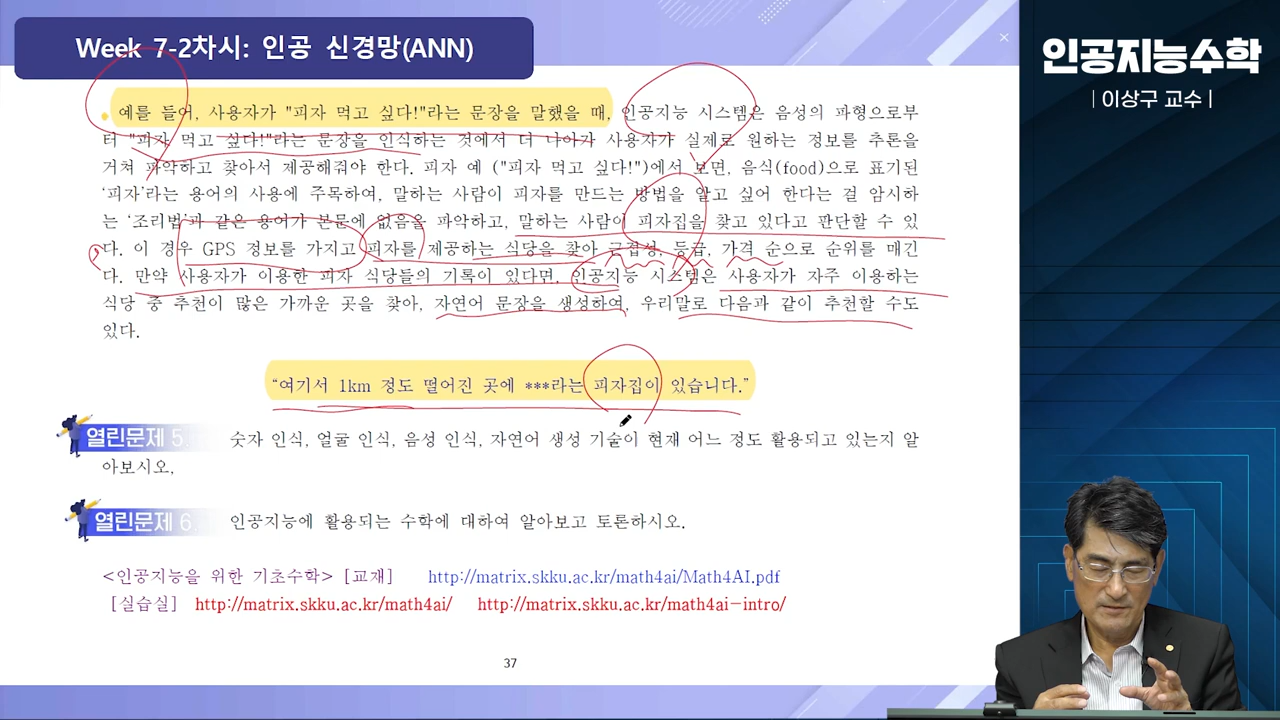 Week 7-2차시: 인공 신경망(ANN)
인공지능수학
| 이상구 교수 |
예를 들어, 사용자가 "피자 먹고 싶다!"라는 문장을 말했을 때, 인공지능 시스템은 음성의 파형으로부
터 "피자 먹고 싶다!"라는 문장을 인식하는 것에서 더 나아가 사용자가 실제로 원하는 정보를 추론을
거쳐 파악하고 찾아서 제공해줘야 한다. 피자 예 ("피자 먹고 싶다!")에서 보면, 음식(food)으로 표기된
‘피자’라는 용어의 사용에 주목하여, 말하는 사람이 피자를 만드는 방법을 알고 싶어 한다는 걸 암시하
는 ‘조리법’과 같은 용어가 본문에 없음을 파악하고, 말하는 사람이 피자집을 찾고 있다고 판단할 수 있
다. 이 경우 GPS 정보를 가지고 피자를 제공하는 식당을 찾아 근접성, 등급, 가격 순으로 순위를 매긴
다. 만약 사용자가 이용한 피자 식당들의 기록이 있다면, 인공지능 시스템은 사용자가 자주 이용하는
식당 중 추천이 많은 가까운 곳을 찾아, 자연어 문장을 생성하여, 우리말로 다음과 같이 추천할 수도
있다.
“여기서 1km 정도 떨어진 곳에 ***라는 피자집이 있습니다.”
열린문제 5. 숫자 인식, 얼굴 인식, 음성 인식, 자연어 생성 기술이 현재 어느 정도 활용되고 있는지 알
아보시오.
열린문제 6. 인공지능에 활용되는 수학에 대하여 알아보고 토론하시오.
<인공지능을 위한 기초수학> [교재] http://matrix.skku.ac.kr/math4ai/Math4AI.pdf
[실습실] http://matrix.skku.ac.kr/math4ai/ http://matrix.skku.ac.kr/math4ai-intro/
37